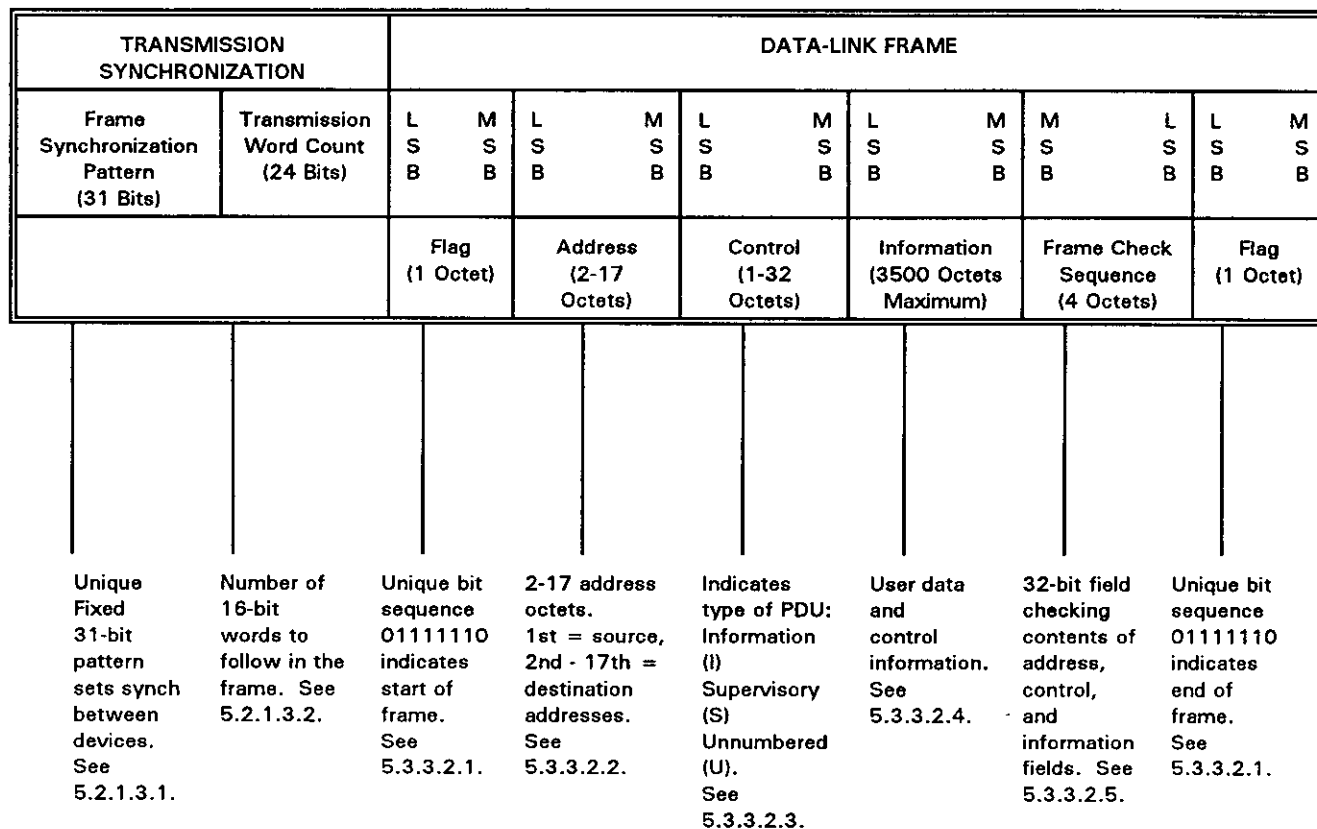 TRANSMISSION
SYNCHRONIZATION
DATA-LINK FRAME
Frame
Synchronization
Pattern
(31 Bits)
Transmission
Word Count
(24 Bits)
L M L M L M L M M L L M
S S S S S S S S S S S S
B B B B B B B B B B B B
Flag
(1 Octet)
Address
(2-17
Octets)
Control
(1-32
Octets)
Information
(3500 Octets
Maximum)
Frame Check
Sequence
(4 Octets)
Flag
(1 Octet)
Unique
Fixed
31-bit
pattern
sets synch
between
devices.
See
5.2.1.3.1.
Number of
16-bit
words to
follow in the
frame. See
5.2.1.3.2.
Unique bit
sequence
01111110
indicates
start of
frame.
See
5.3.3.2.1.
2-17 address
octets.
1st = source,
2nd - 17th =
destination
addresses.
See
5.3.3.2.2.
Indicates
type of PDU:
Information
(I)
Supervisory
(S)
Unnumbered
(U).
See
5.3.3.2.3.
User data
and
control
information.
See
5.3.3.2.4.
32-bit field
checking
contents of
address,
control,
and
information
fields. See
5.3.3.2.5.
Unique bit
sequence
01111110
indicates
end of
frame.
See
5.3.3.2.1.